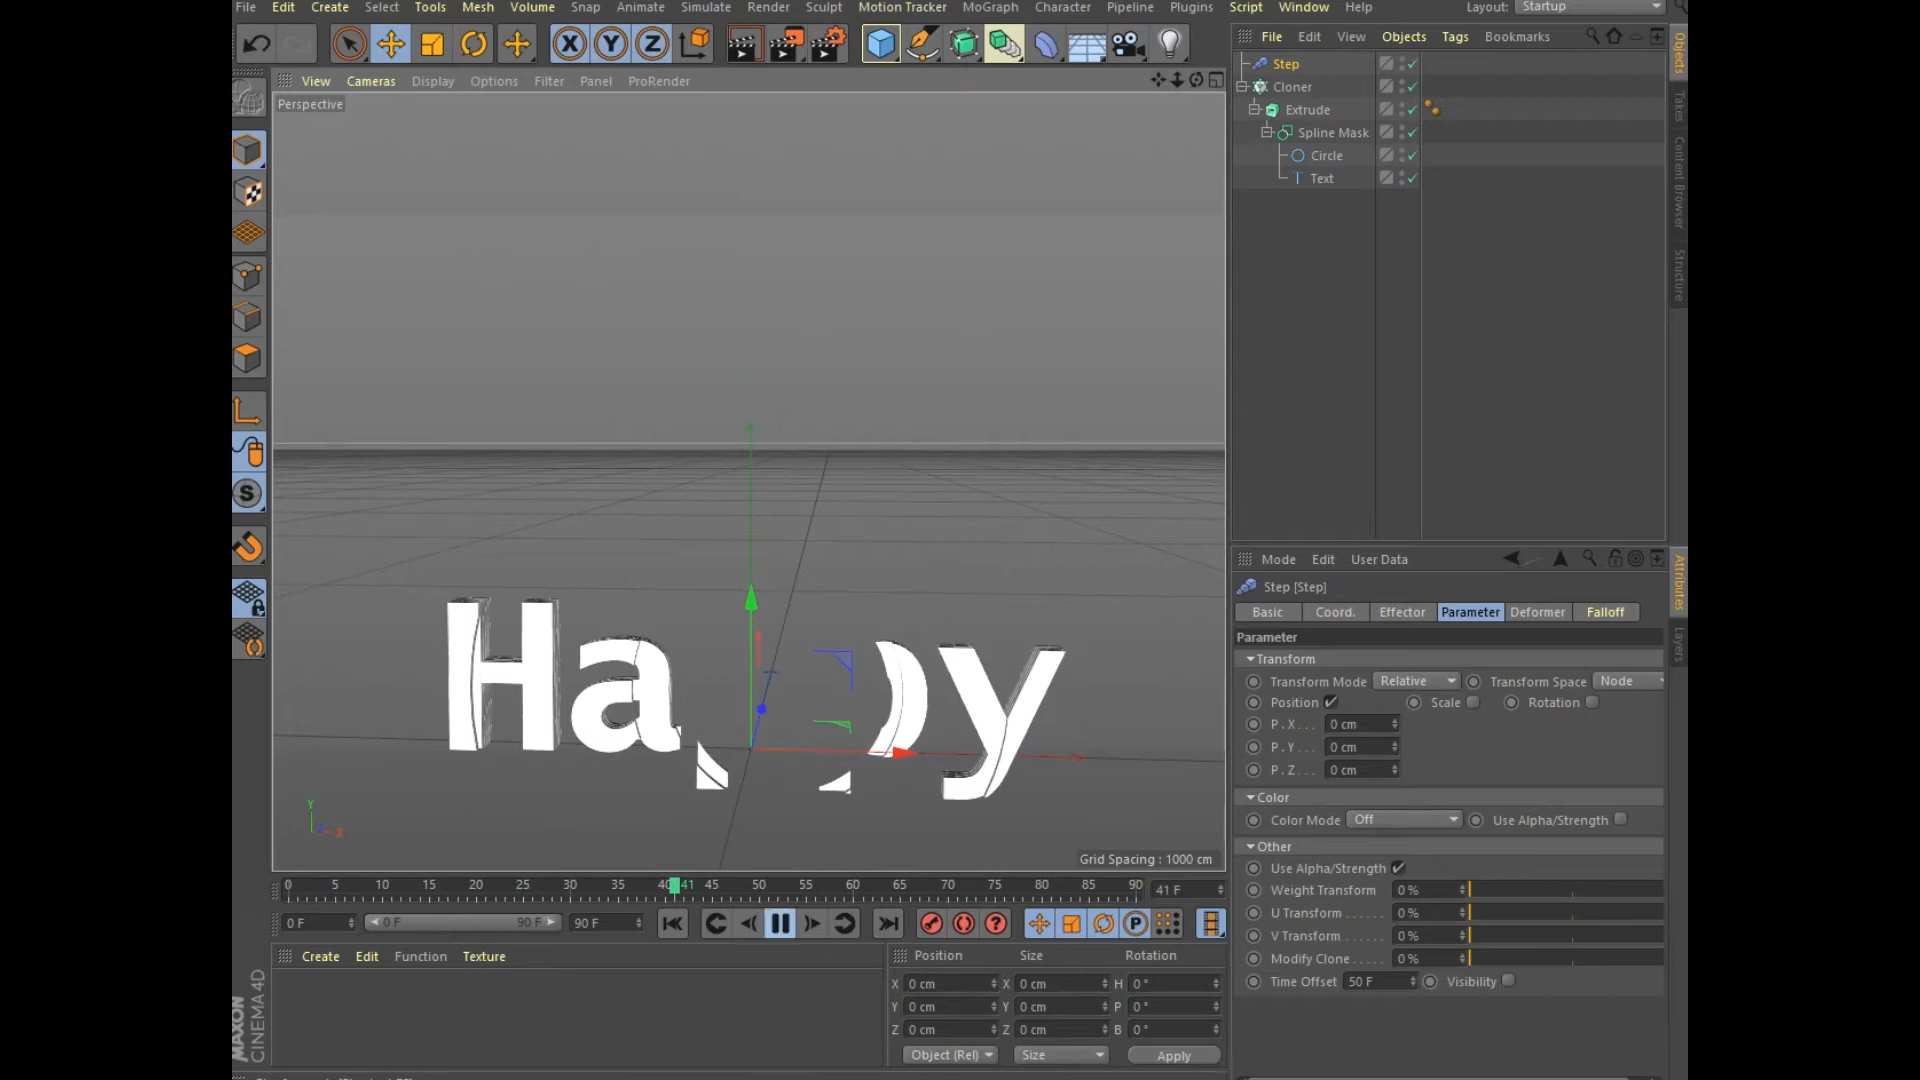 File Edit Create Select Tools Mesh Volume Snap Animate Simulate Render Sculpt Motion Tracker MoGraph Character Pipeline Plugins Script Window Help Layout: Startup
File Edit View Objects Tags Bookmarks
View Cameras Display Options Filter Panel ProRender
Perspective
Step
Cloner
Extrude
Spline Mask
Circle
Text
Objects
Takes
Content Browser
Structure
Happy
Y
X
Grid Spacing : 1000 cm
Mode Edit User Data
Step [Step]
Basic Coord. Effector Parameter Deformer Falloff
Parameter
Transform
Transform Mode Relative Transform Space Node
Position Scale Rotation
P . X . . . 0 cm
P . Y . . . 0 cm
P . Z . . . 0 cm
Color
Color Mode Off Use Alpha/Strength
Other
Use Alpha/Strength
Weight Transform 0 %
U Transform . . . . . . 0 %
V Transform . . . . . . 0 %
Modify Clone . . . . . 0 %
Time Offset 50 F Visibility
Attributes
Layers
0 5 10 15 20 25 30 35 40 41 45 50 55 60 65 70 75 80 85 90 41 F
0 F 0 F 90 F 90 F
Create Edit Function Texture
Position Size Rotation
X 0 cm X 0 cm H 0 °
Y 0 cm Y 0 cm P 0 °
Z 0 cm Z 0 cm B 0 °
Object (Rel) Size Apply
MAXON
CINEMA 4D